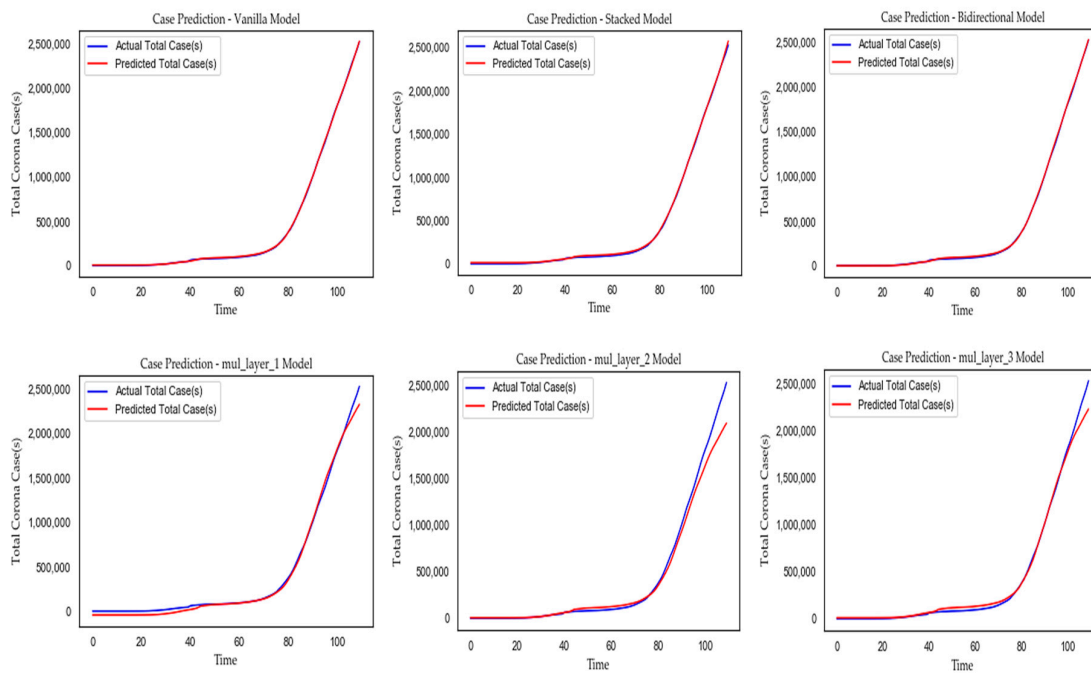 Case Prediction - Vanilla Model
Actual Total Case(s)
Predicted Total Case(s)
Total Corona Case(s)
2,500,000
2,000,000
1,500,000
1,000,000
500,000
0
0 20 40 60 80 100
Time
Case Prediction - Stacked Model
Actual Total Case(s)
Predicted Total Case(s)
Total Corona Case(s)
2,500,000
2,000,000
1,500,000
1,000,000
500,000
0
0 20 40 60 80 100
Time
Case Prediction - Bidirectional Model
Actual Total Case(s)
Predicted Total Case(s)
Total Corona Case(s)
2,500,000
2,000,000
1,500,000
1,000,000
500,000
0
0 20 40 60 80 100
Time
Case Prediction - mul_layer_1 Model
Actual Total Case(s)
Predicted Total Case(s)
Total Corona Case(s)
2,500,000
2,000,000
1,500,000
1,000,000
500,000
0
0 20 40 60 80 100
Time
Case Prediction - mul_layer_2 Model
Actual Total Case(s)
Predicted Total Case(s)
Total Corona Case(s)
2,500,000
2,000,000
1,500,000
1,000,000
500,000
0
0 20 40 60 80 100
Time
Case Prediction - mul_layer_3 Model
Actual Total Case(s)
Predicted Total Case(s)
Total Corona Case(s)
2,500,000
2,000,000
1,500,000
1,000,000
500,000
0
0 20 40 60 80 100
Time